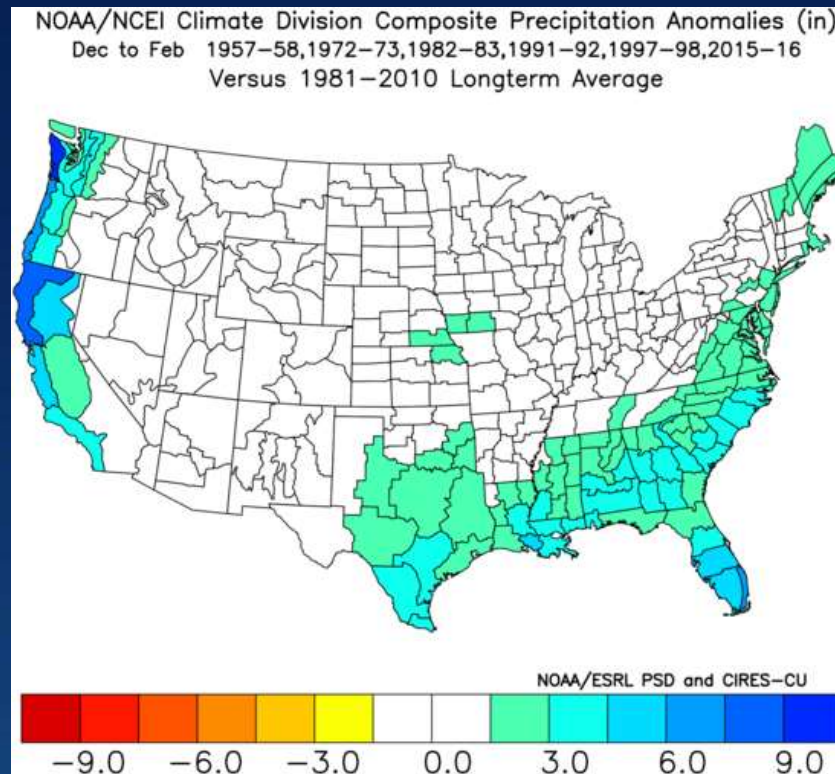 NOAA/NCEI Climate Division Composite Precipitation Anomalies (in)
Dec to Feb 1957-58,1972-73,1982-83,1991-92,1997-98,2015-16
Versus 1981-2010 Longterm Average
NOAA/ESRL PSD and CIRES-CU
-9.0 -6.0 -3.0 0.0 3.0 6.0 9.0